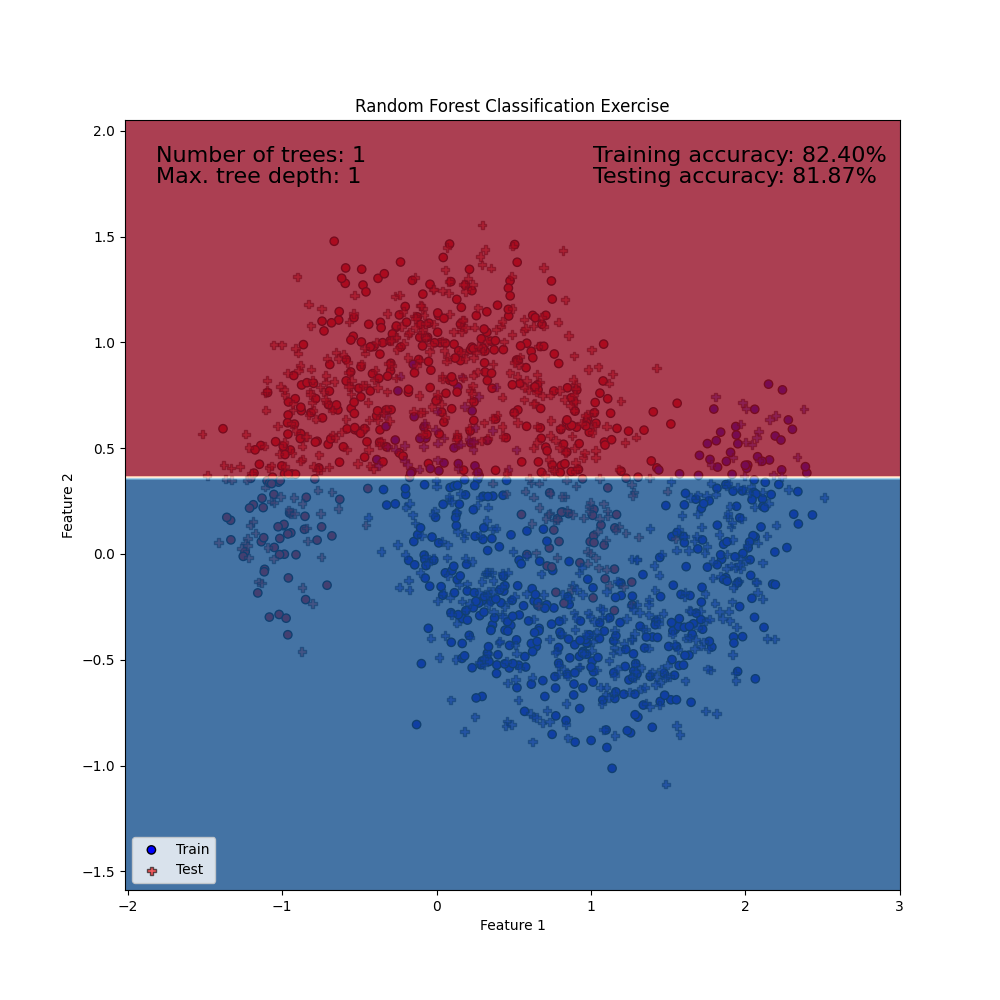 Random Forest Classification Exercise
Number of trees: 1
Max. tree depth: 1
Training accuracy: 82.40%
Testing accuracy: 81.87%
2.0
1.5
1.0
0.5
0.0
−0.5
−1.0
−1.5
Feature 2
Train
Test
−2
−1
0
1
2
3
Feature 1